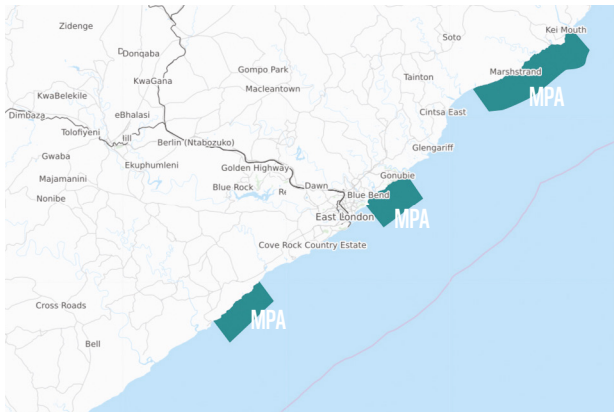 Zidenge
Kei Mouth
Soto
Donqaba
Gompo Park
Marshstrand
KwaGana
Tainton
Macleantown
KwaBelekile
MPA
Dimbaza
eBhalasi
Cintsa East
Tolofiyeni
Berlin (Ntabozuko)
Glengariff
Gwaba
Ekuphumleni
Golden Highway
Gonubie
Majamanini
Blue Rock
Dawn
Blue Bend
Nonibe
East London
MPA
Cove Rock Country Estate
Cross Roads
MPA
Bell